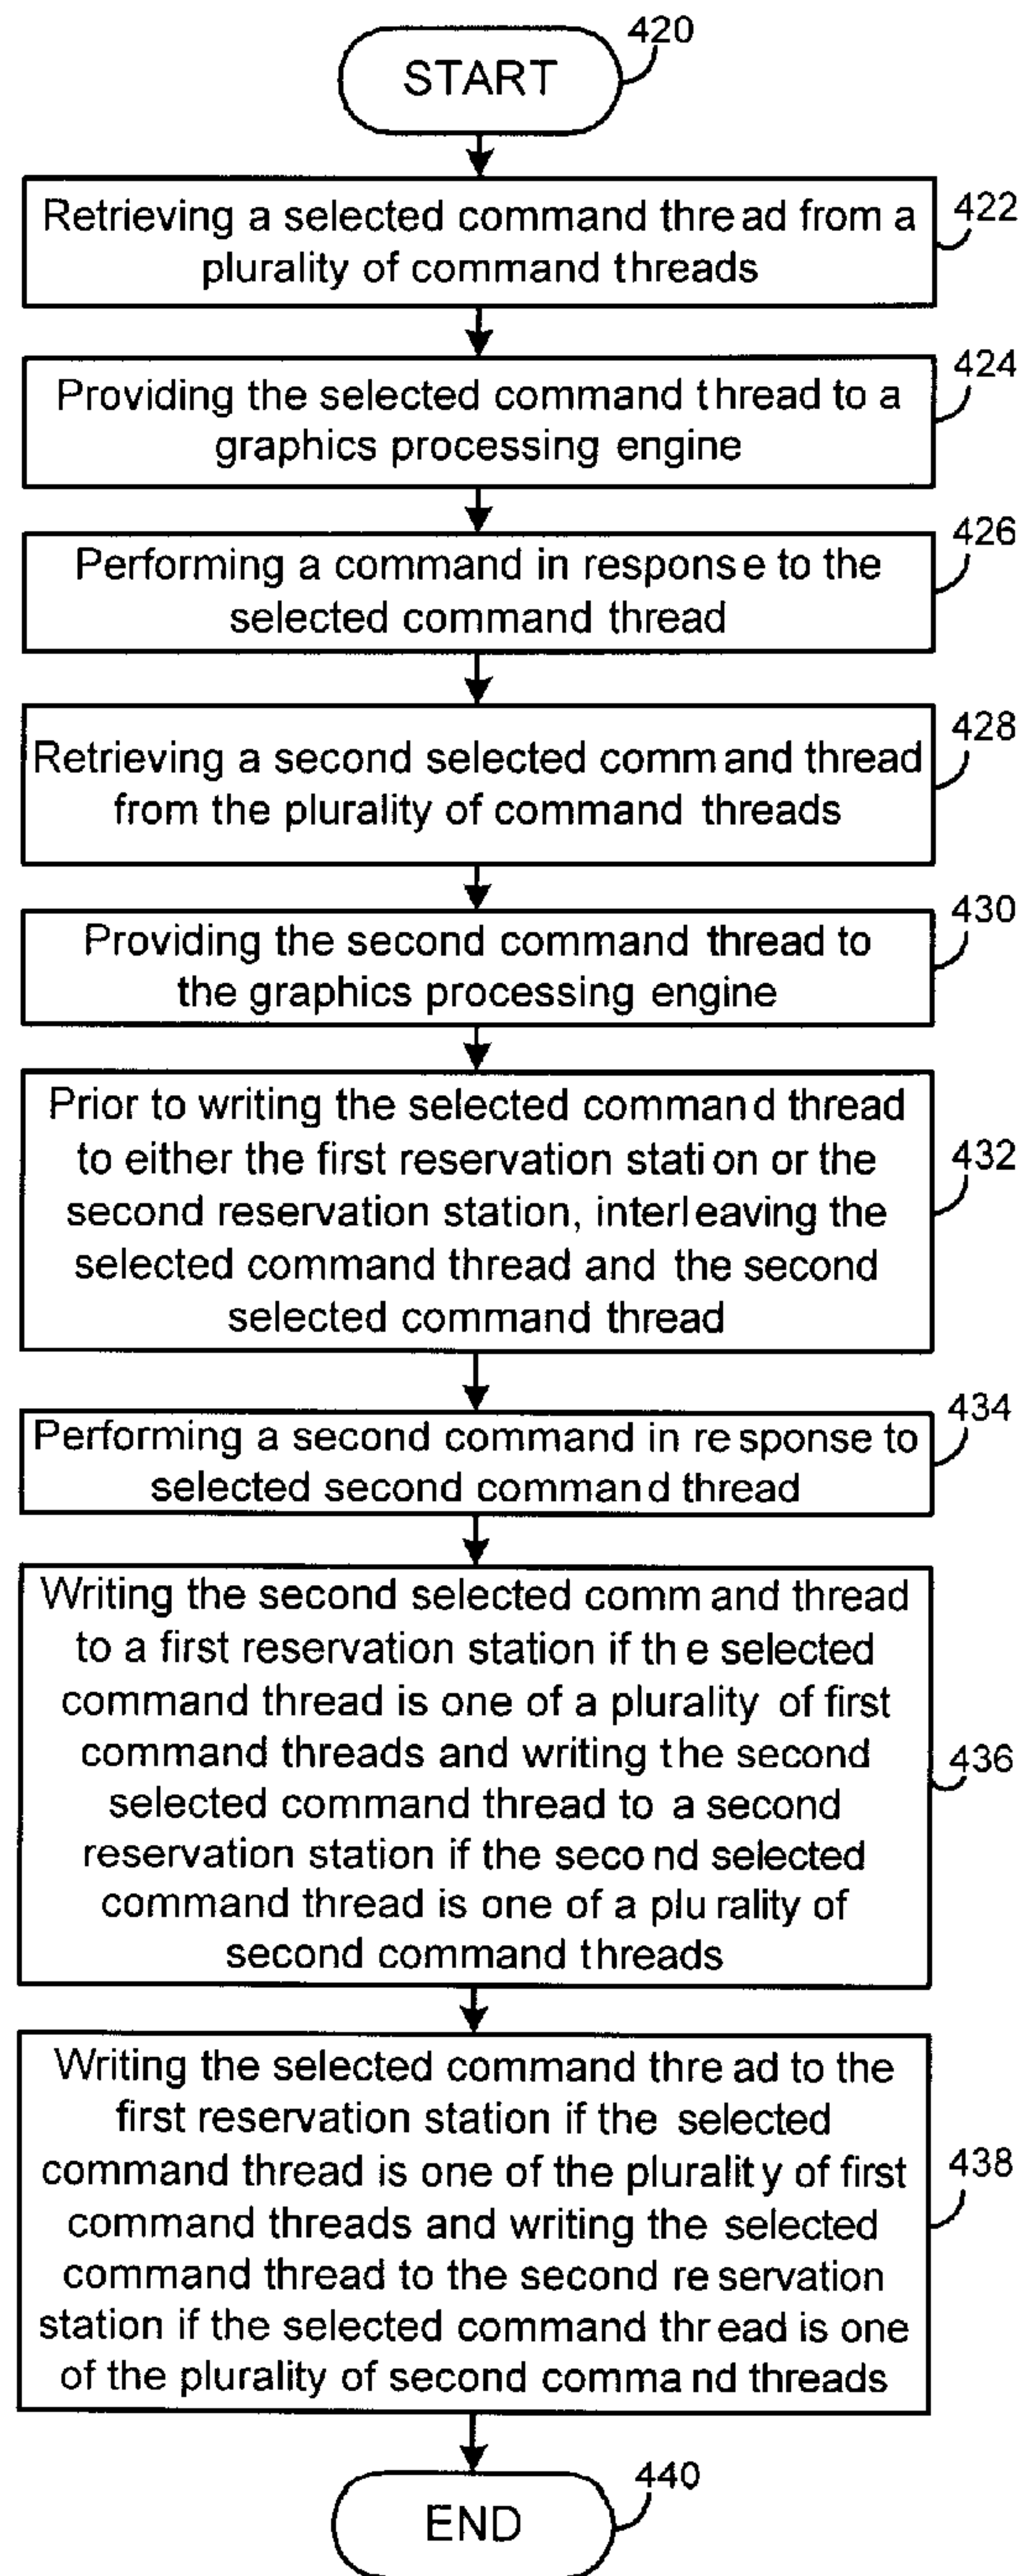 420
START
Retrieving a selected command thread from a
plurality of command threads
422
Providing the selected command thread to a
graphics processing engine
424
Performing a command in response to the
selected command thread
426
Retrieving a second selected command thread
from the plurality of command threads
428
Providing the second command thread to
the graphics processing engine
430
Prior to writing the selected command thread
to either the first reservation station or the
second reservation station, interleaving the
selected command thread and the second
selected command thread
432
Performing a second command in response to
selected second command thread
434
Writing the second selected command thread
to a first reservation station if the selected
command thread is one of a plurality of first
command threads and writing the second
selected command thread to a second
reservation station if the second selected
command thread is one of a plurality of
second command threads
436
Writing the selected command thread to the
first reservation station if the selected
command thread is one of the plurality of first
command threads and writing the selected
command thread to the second reservation
station if the selected command thread is one
of the plurality of second command threads
438
440
END